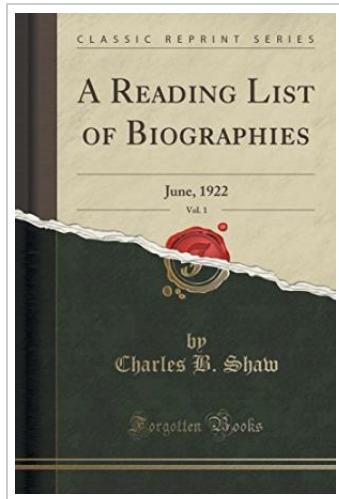 CLASSIC REPRINT SERIES
A READING LIST
OF BIOGRAPHIES
June, 1922
Vol. 1
by
Charles B. Shaw
Forgotten Books